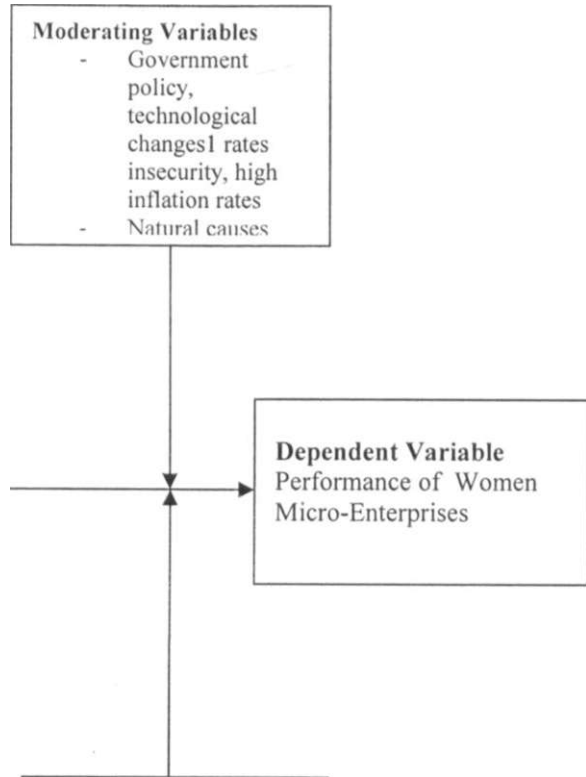 Moderating Variables
- Government
policy,
technological
changes1 rates
insecurity, high
inflation rates
- Natural causes
Dependent Variable
Performance of Women
Micro-Enterprises